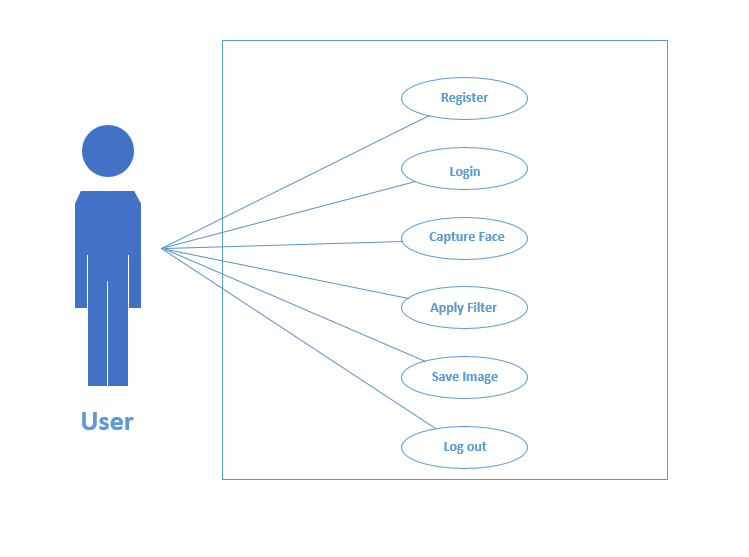 Register
Login
Capture Face
Apply Filter
Save Image
User
Log out